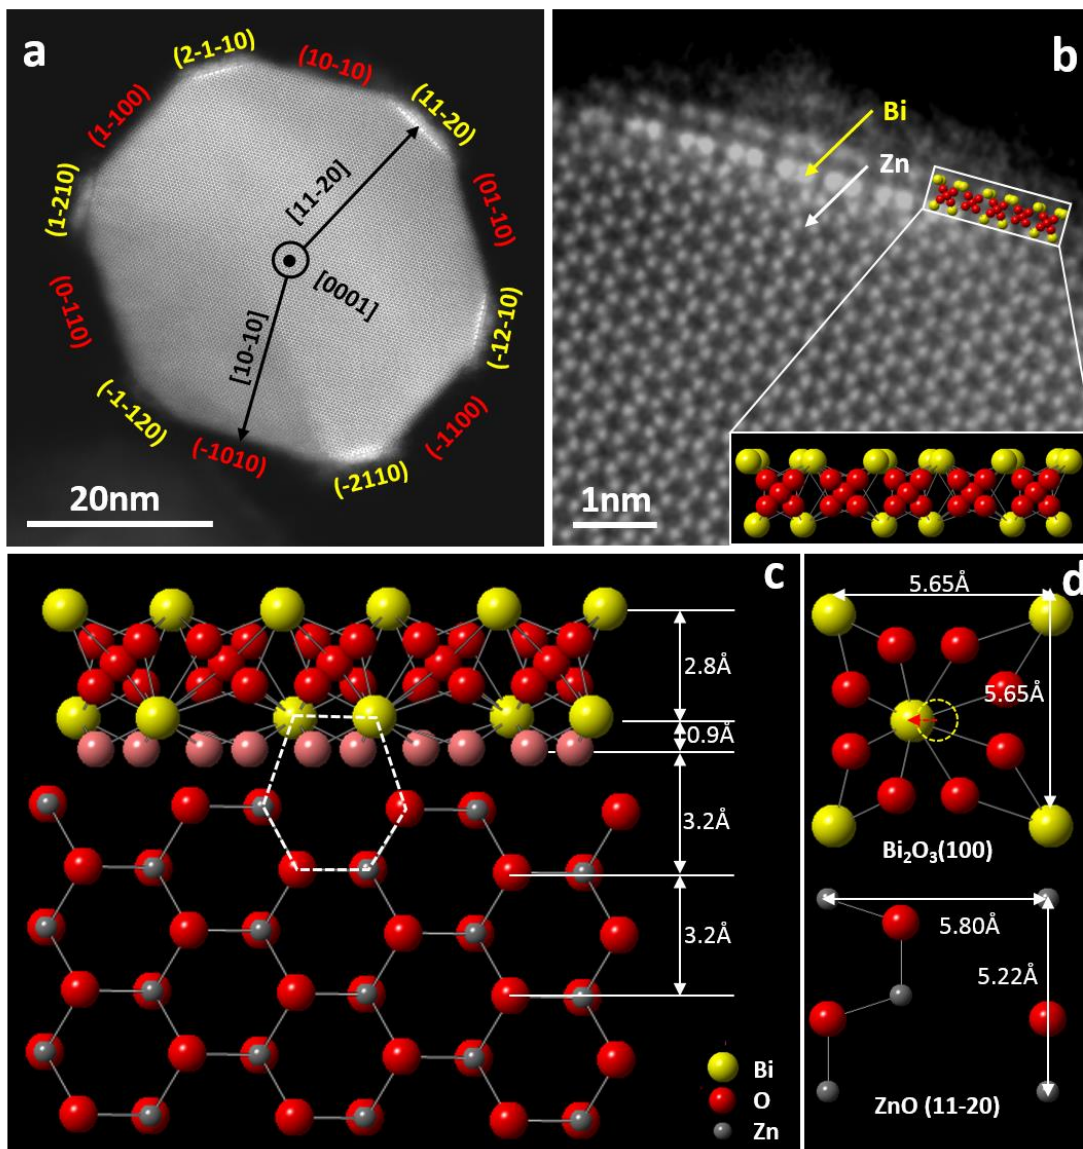 a
(2-1-10)
(10-10)
(11-20)
(1-100)
(1-210)
(01-10)
[11-20]
[0001]
(0-110)
[10-10]
(-12-10)
(-1-120)
(-1010)
(-1100)
(-2110)
20nm
b
Bi
Zn
1nm
c
2.8Å
0.9Å
3.2Å
3.2Å
Bi
O
Zn
d
5.65Å
5.65Å
Bi₂O₃(100)
5.80Å
5.22Å
ZnO (11-20)